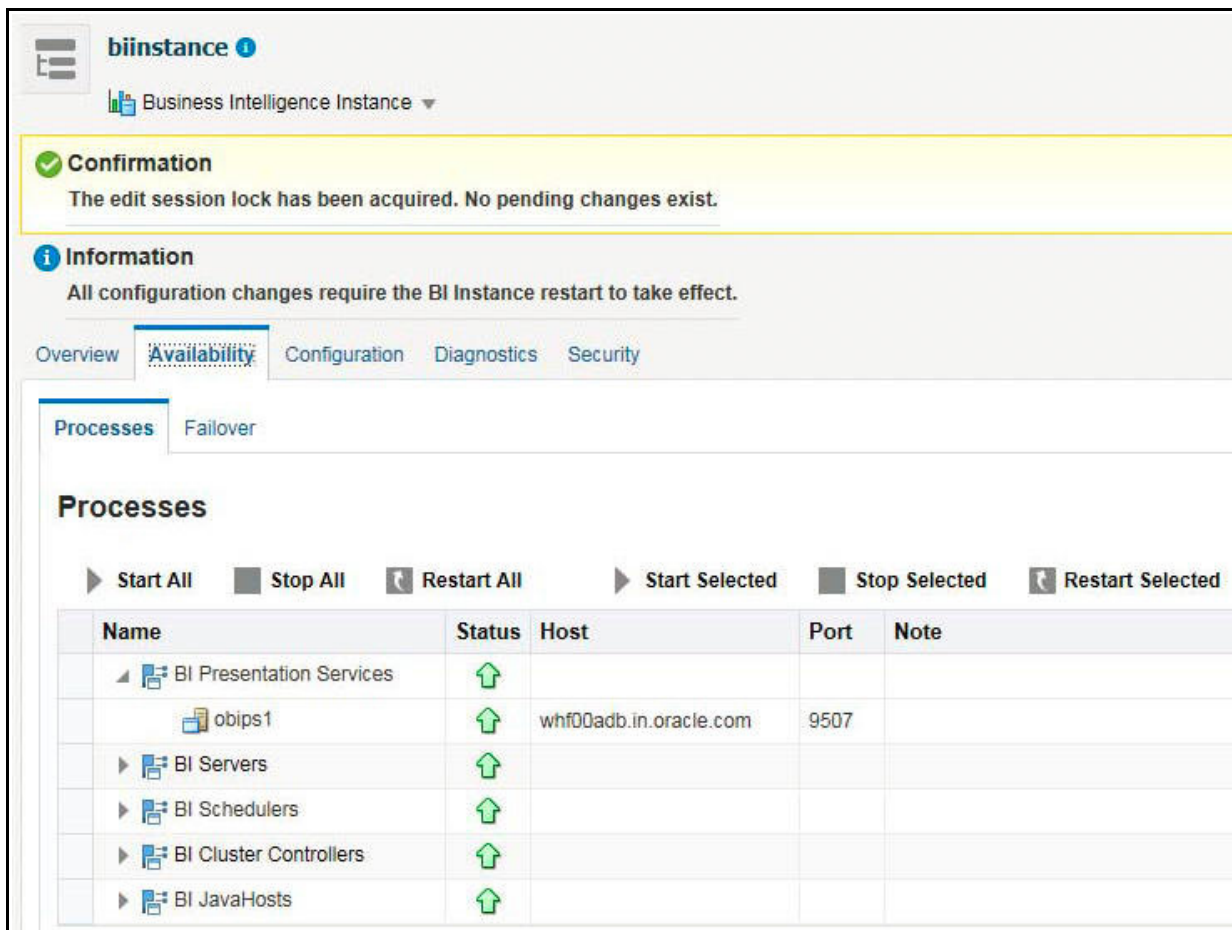 biinstance
Business Intelligence Instance
Confirmation
The edit session lock has been acquired. No pending changes exist.
Information
All configuration changes require the BI Instance restart to take effect.
Overview Availability Configuration Diagnostics Security
Processes Failover
Processes
Start All Stop All Restart All Start Selected Stop Selected Restart Selected
Name Status Host Port Note
BI Presentation Services
obips1 whf00adb.in.oracle.com 9507
BI Servers
BI Schedulers
BI Cluster Controllers
BI JavaHosts